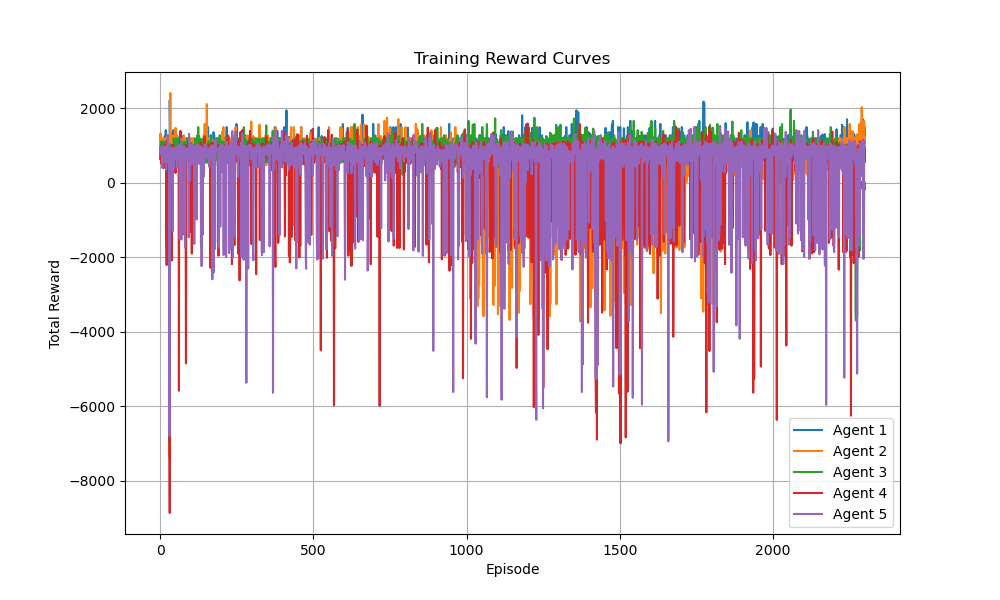 Training Reward Curves
Total Reward
2000
0
−2000
−4000
−6000
−8000
0 500 1000 1500 2000
Episode
Agent 1
Agent 2
Agent 3
Agent 4
Agent 5